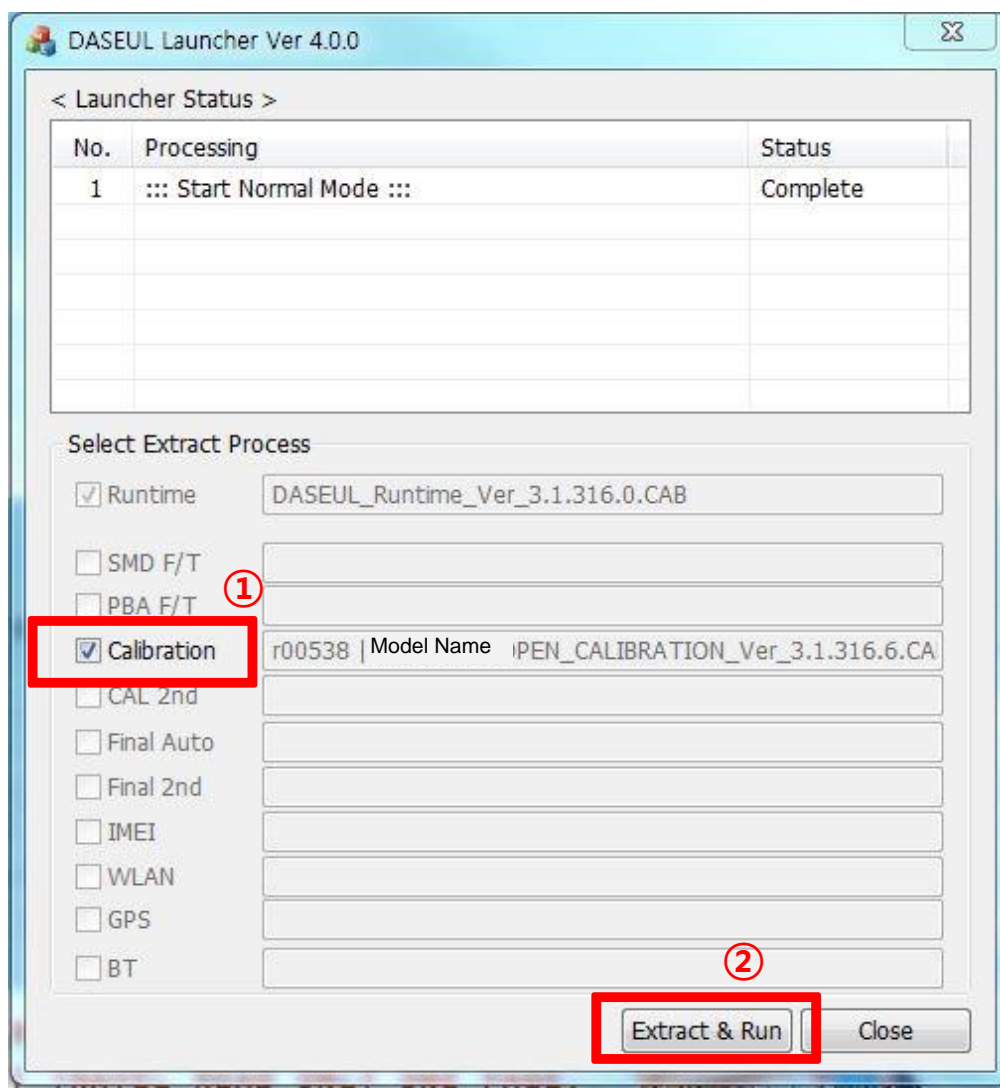 DASEUL Launcher Ver 4.0.0
< Launcher Status >
No. Processing Status
1 ::: Start Normal Mode ::: Complete
Select Extract Process
Runtime DASEUL_Runtime_Ver_3.1.316.0.CAB
SMD F/T
①
PBA F/T
Calibration r00538 | Model Name PEN_CALIBRATION_Ver_3.1.316.6.CA
CAL 2nd
Final Auto
Final 2nd
IMEI
WLAN
GPS
②
BT
Extract & Run Close